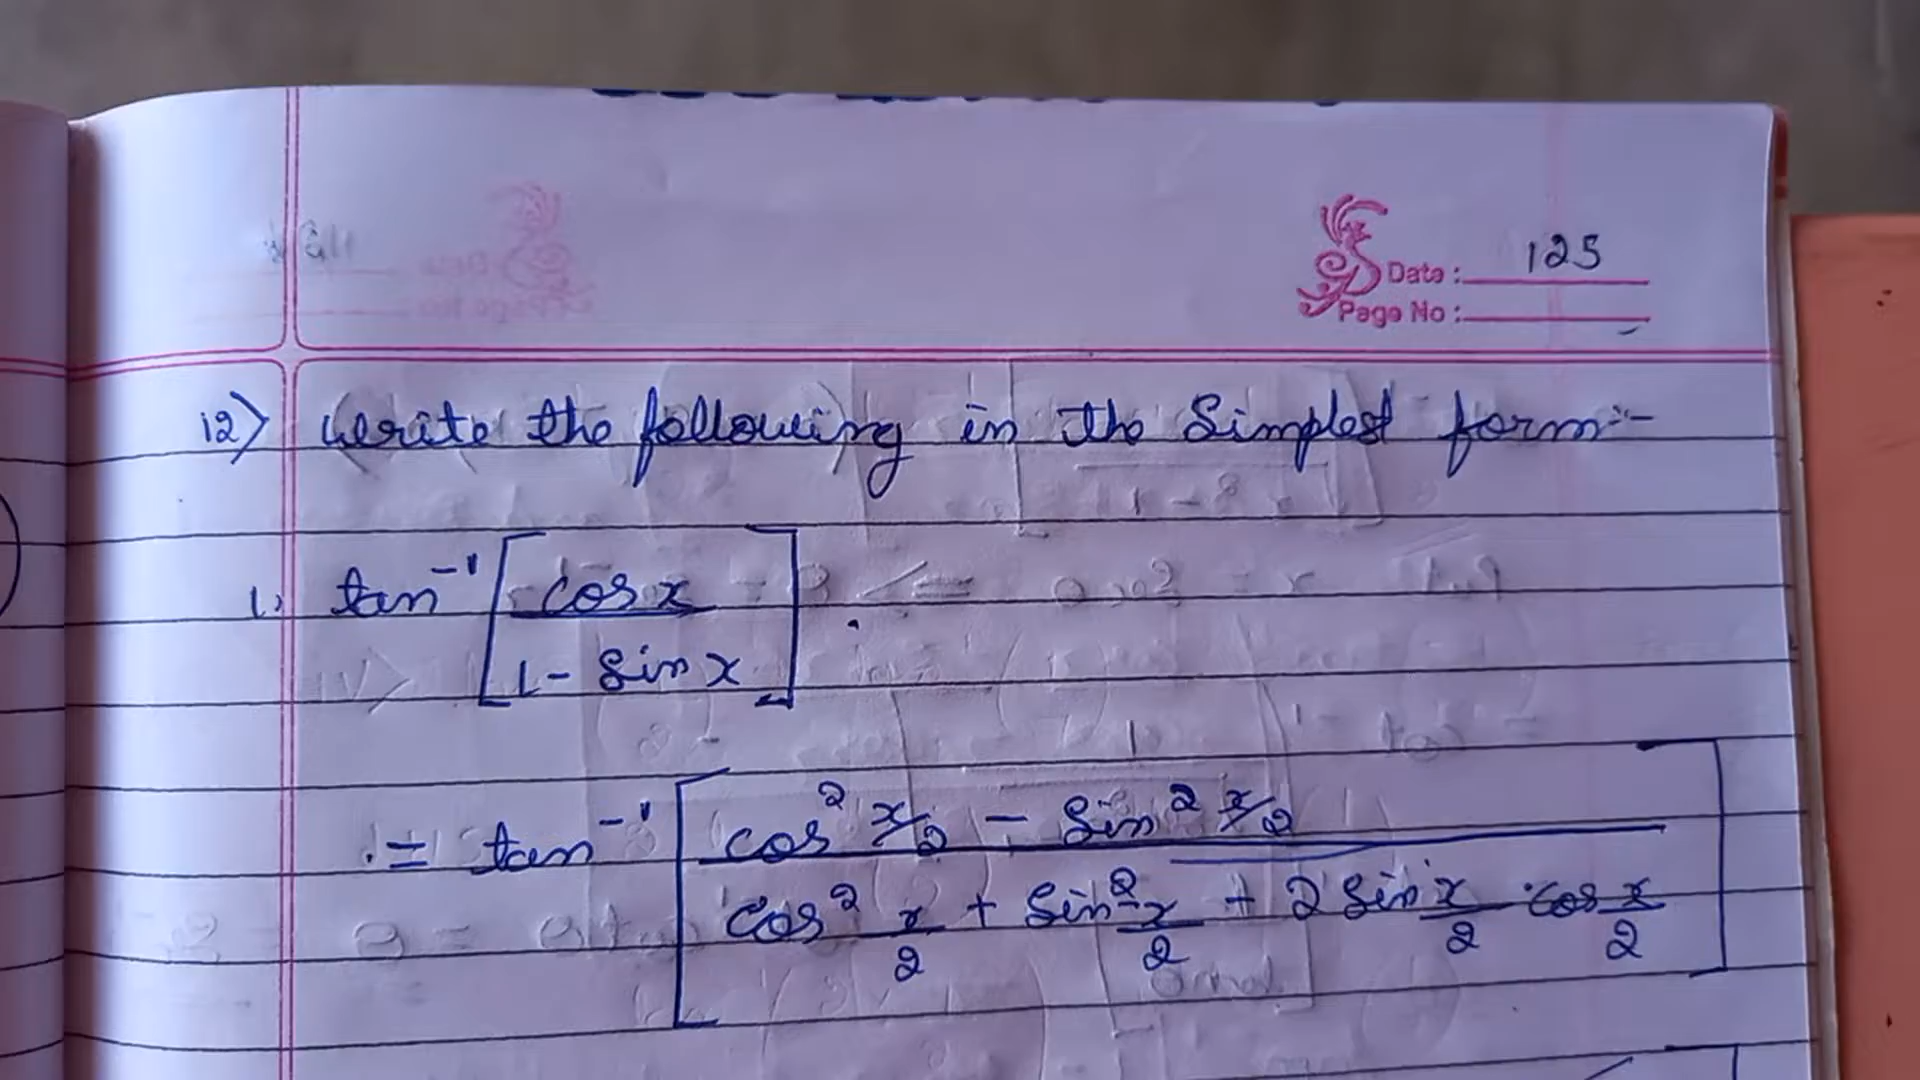 Date : 125
Page No :
12) Write the following in the Simplest form:-
1.) tan⁻¹ [ cos x / 1 - Sin x ] .
= tan⁻¹ [ cos² x/2 - Sin² x/2 / cos² x/2 + Sin² x/2 + 2 Sin x/2 · cos x/2 ]